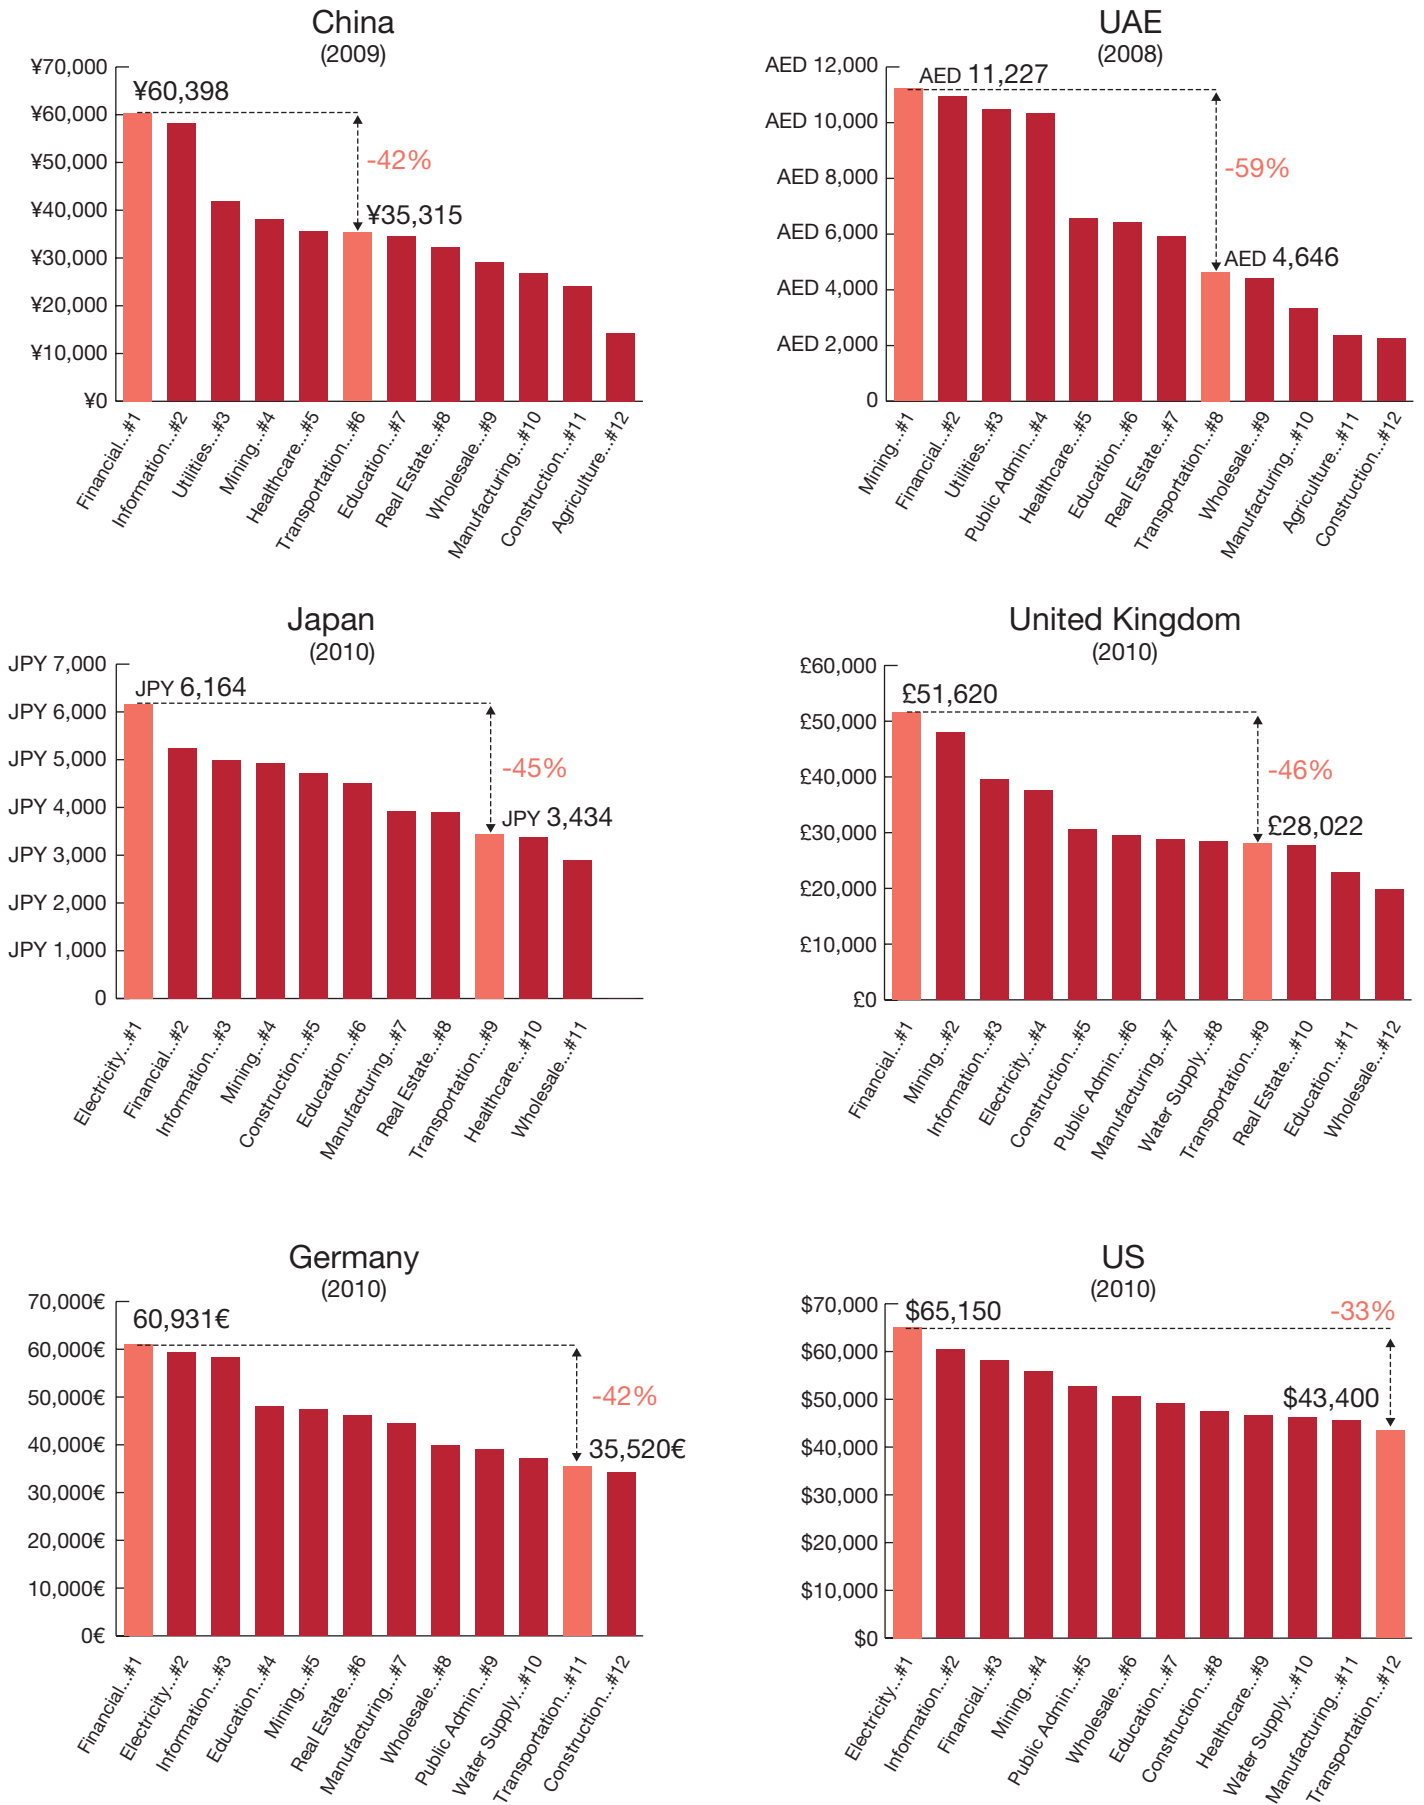 China
(2009)
¥70,000
¥60,000
¥50,000
¥40,000
¥30,000
¥20,000
¥10,000
¥0
¥60,398
-42%
¥35,315
Financial...#1
Information...#2
Utilities...#3
Mining...#4
Healthcare...#5
Transportation...#6
Education...#7
Real Estate...#8
Wholesale...#9
Manufacturing...#10
Construction...#11
Agriculture...#12
UAE
(2008)
AED 12,000
AED 10,000
AED 8,000
AED 6,000
AED 4,000
AED 2,000
0
AED 11,227
-59%
AED 4,646
Mining...#1
Financial...#2
Utilities...#3
Public Admin...#4
Healthcare...#5
Education...#6
Real Estate...#7
Transportation...#8
Wholesale...#9
Manufacturing...#10
Agriculture...#11
Construction...#12
Japan
(2010)
JPY 7,000
JPY 6,000
JPY 5,000
JPY 4,000
JPY 3,000
JPY 2,000
JPY 1,000
0
JPY 6,164
-45%
JPY 3,434
Electricity...#1
Financial...#2
Information...#3
Mining...#4
Construction...#5
Education...#6
Manufacturing...#7
Real Estate...#8
Transportation...#9
Healthcare...#10
Wholesale...#11
United Kingdom
(2010)
£60,000
£50,000
£40,000
£30,000
£20,000
£10,000
£0
£51,620
-46%
£28,022
Financial...#1
Mining...#2
Information...#3
Electricity...#4
Construction...#5
Public Admin...#6
Manufacturing...#7
Water Supply...#8
Transportation...#9
Real Estate...#10
Education...#11
Wholesale...#12
Germany
(2010)
70,000€
60,000€
50,000€
40,000€
30,000€
20,000€
10,000€
0€
60,931€
-42%
35,520€
Financial...#1
Electricity...#2
Information...#3
Education...#4
Mining...#5
Real Estate...#6
Manufacturing...#7
Wholesale...#8
Public Admin...#9
Water Supply...#10
Transportation...#11
Construction...#12
US
(2010)
$70,000
$60,000
$50,000
$40,000
$30,000
$20,000
$10,000
$0
$65,150
-33%
$43,400
Electricity...#1
Information...#2
Financial...#3
Mining...#4
Public Admin...#5
Wholesale...#6
Education...#7
Construction...#8
Healthcare...#9
Water Supply...#10
Manufacturing...#11
Transportation...#12